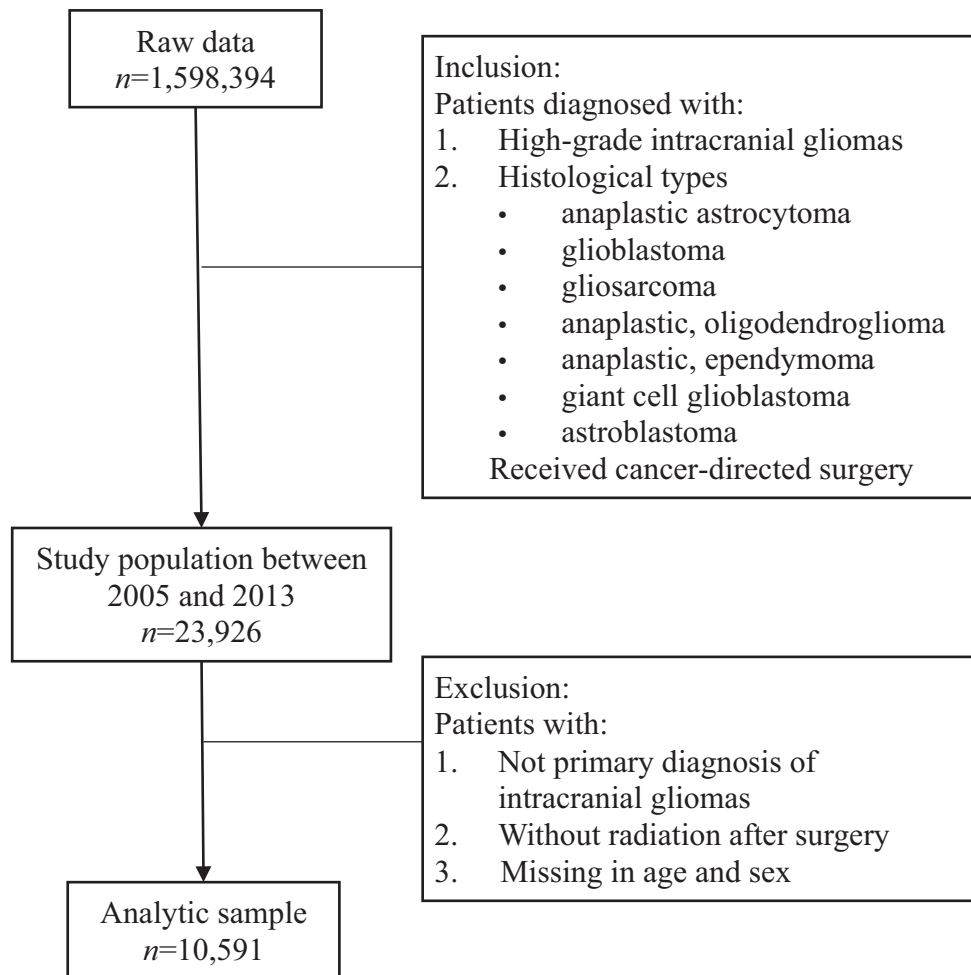 Raw data
n=1,598,394
Inclusion:
Patients diagnosed with:
1. High-grade intracranial gliomas
2. Histological types
• anaplastic astrocytoma
• glioblastoma
• gliosarcoma
• anaplastic, oligodendroglioma
• anaplastic, ependymoma
• giant cell glioblastoma
• astroblastoma
Received cancer-directed surgery
Study population between
2005 and 2013
n=23,926
Exclusion:
Patients with:
1. Not primary diagnosis of
intracranial gliomas
2. Without radiation after surgery
3. Missing in age and sex
Analytic sample
n=10,591